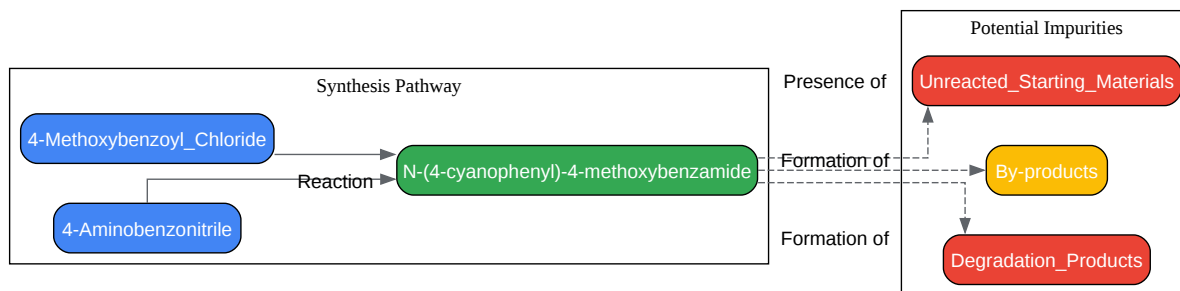 Potential Impurities
Synthesis Pathway
Presence of
Unreacted_Starting_Materials
4-Methoxybenzoyl_Chloride
Reaction
N-(4-cyanophenyl)-4-methoxybenzamide
Formation of
By-products
4-Aminobenzonitrile
Formation of
Degradation_Products